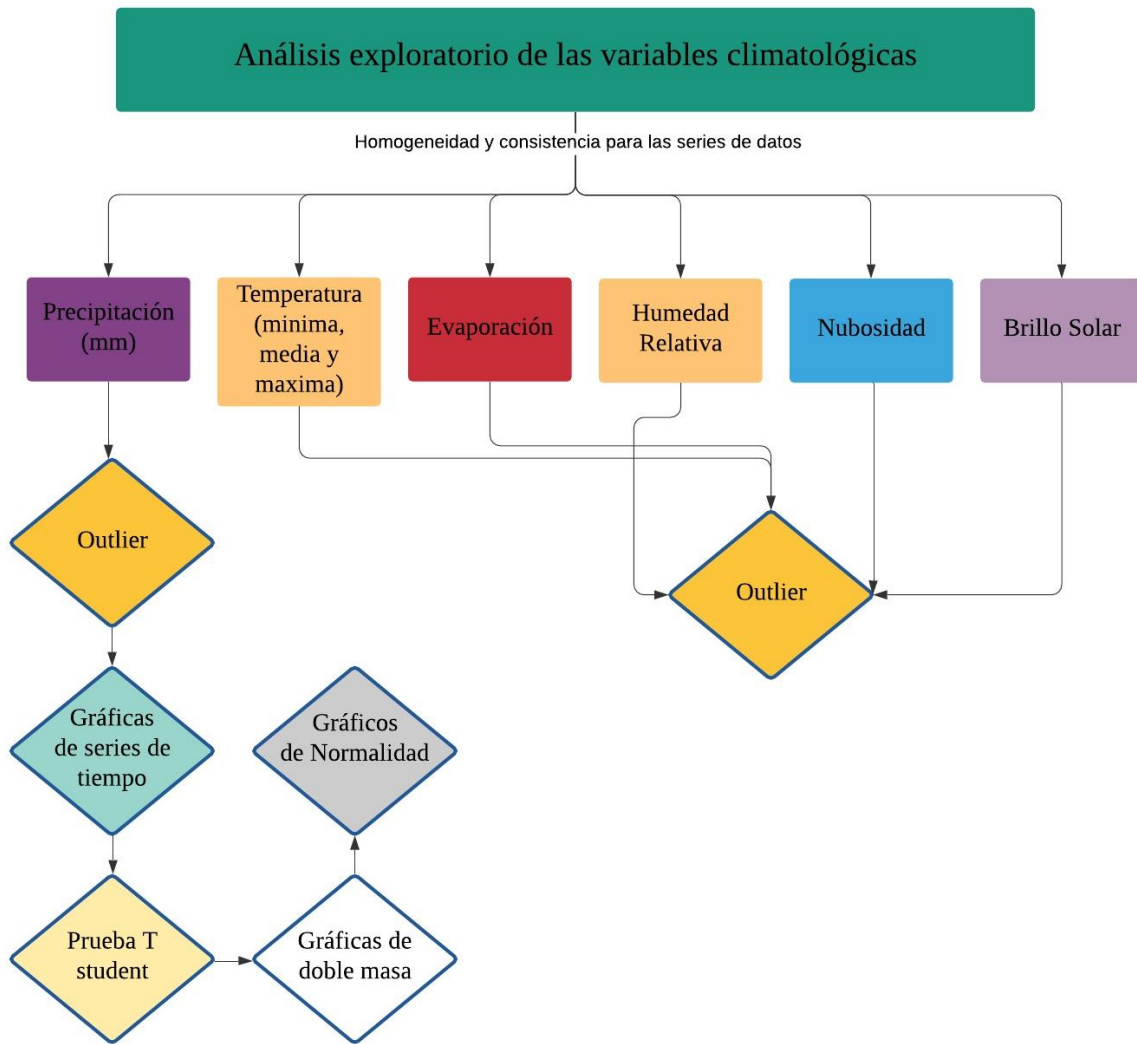 Análisis exploratorio de las variables climatológicas
Homogeneidad y consistencia para las series de datos
Precipitación
(mm)
Temperatura
(minima,
media y
maxima)
Evaporación
Humedad
Relativa
Nubosidad
Brillo Solar
Outlier
Outlier
Gráficas
de series de
tiempo
Gráficos
de Normalidad
Prueba T
student
Gráficas de
doble masa